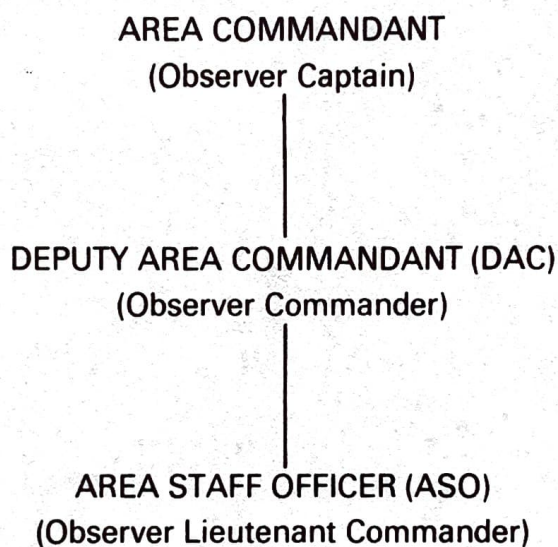 AREA COMMANDANT
(Observer Captain)
DEPUTY AREA COMMANDANT (DAC)
(Observer Commander)
AREA STAFF OFFICER (ASO)
(Observer Lieutenant Commander)